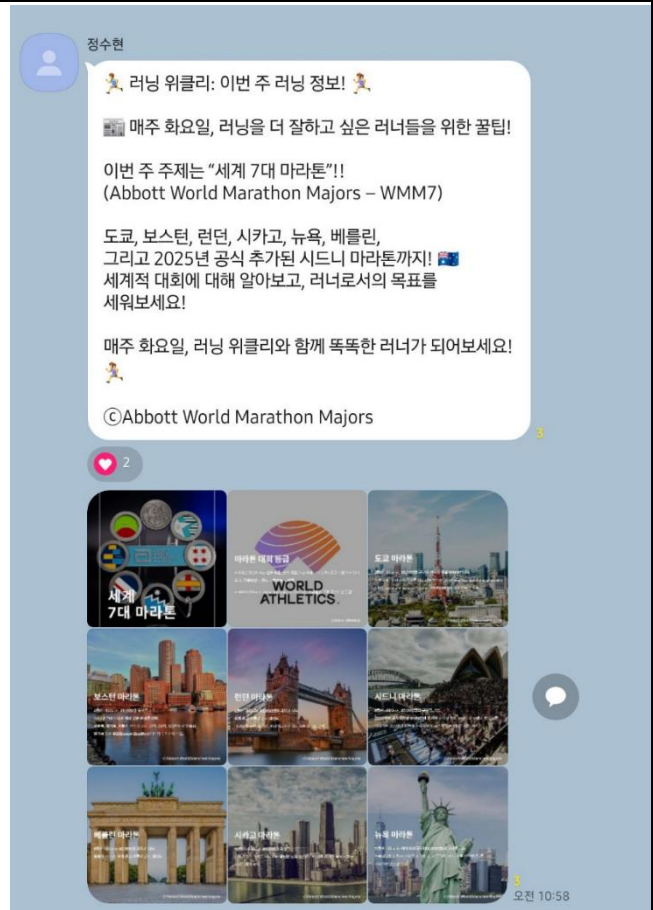 정수현
🏃 러닝 위클리: 이번 주 러닝 정보! 🏃
📰 매주 화요일, 러닝을 더 잘하고 싶은 러너들을 위한 꿀팁!
이번 주 주제는 “세계 7대 마라톤”!!
(Abbott World Marathon Majors – WMM7)
도쿄, 보스턴, 런던, 시카고, 뉴욕, 베를린,
그리고 2025년 공식 추가된 시드니 마라톤까지! 🇦🇺
세계적 대회에 대해 알아보고, 러너로서의 목표를
세워보세요!
매주 화요일, 러닝 위클리와 함께 똑똑한 러너가 되어보세요!
🏃
ⓒAbbott World Marathon Majors
3
2
세계
7대 마라톤
마라톤 대회 등급
WORLD
ATHLETICS
도쿄 마라톤
보스턴 마라톤
런던 마라톤
시드니 마라톤
베를린 마라톤
시카고 마라톤
뉴욕 마라톤
3
오전 10:58